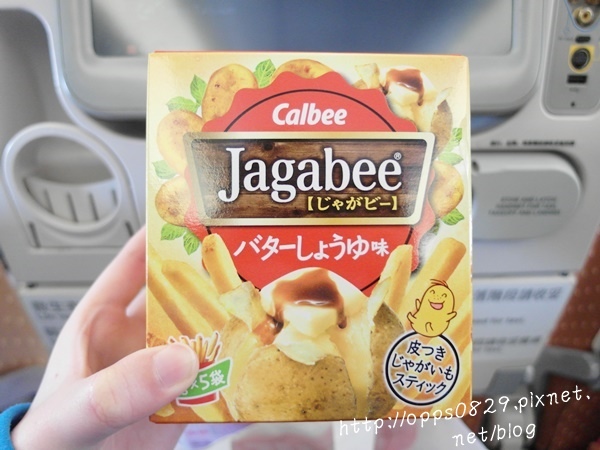 Calbee
Jagabee®
【じゃがビー】
バターしょうゆ味
皮つき
じゃがいも
スティック
5袋
http://opps0829.pixnet.
net/blog